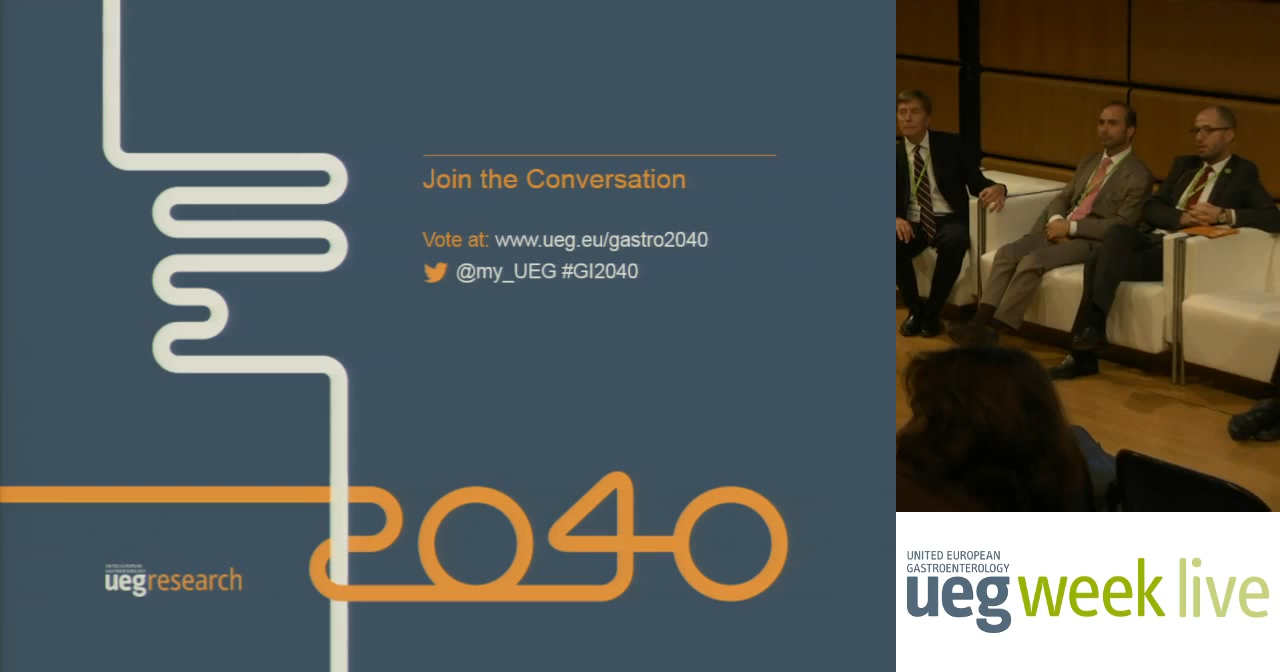 Join the Conversation
Vote at: www.ueg.eu/gastro2040
@my_UEG #GI2040
2040
UNITED EUROPEAN
GASTROENTEROLOGY
uegresearch
UNITED EUROPEAN
GASTROENTEROLOGY
ueg week live